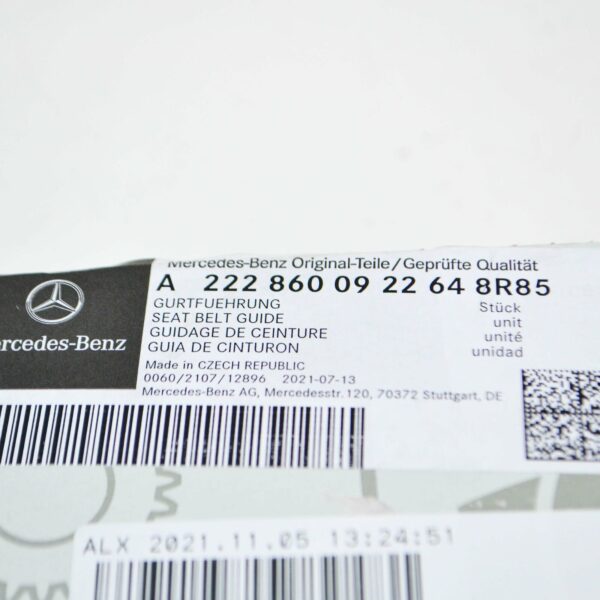 Mercedes-Benz Original-Teile/Geprüfte Qualität
A 222 860 09 22 64 8R85
GURTFUEHRUNG
SEAT BELT GUIDE
GUIDAGE DE CEINTURE
GUIA DE CINTURON
Stück
unit
unité
unidad
Made in CZECH REPUBLIC
0060/2107/12896 2021-07-13
Mercedes-Benz AG, Mercedesstr.120, 70372 Stuttgart, DE
ercedes-Benz
ALX 2021.11.05 13:24:51